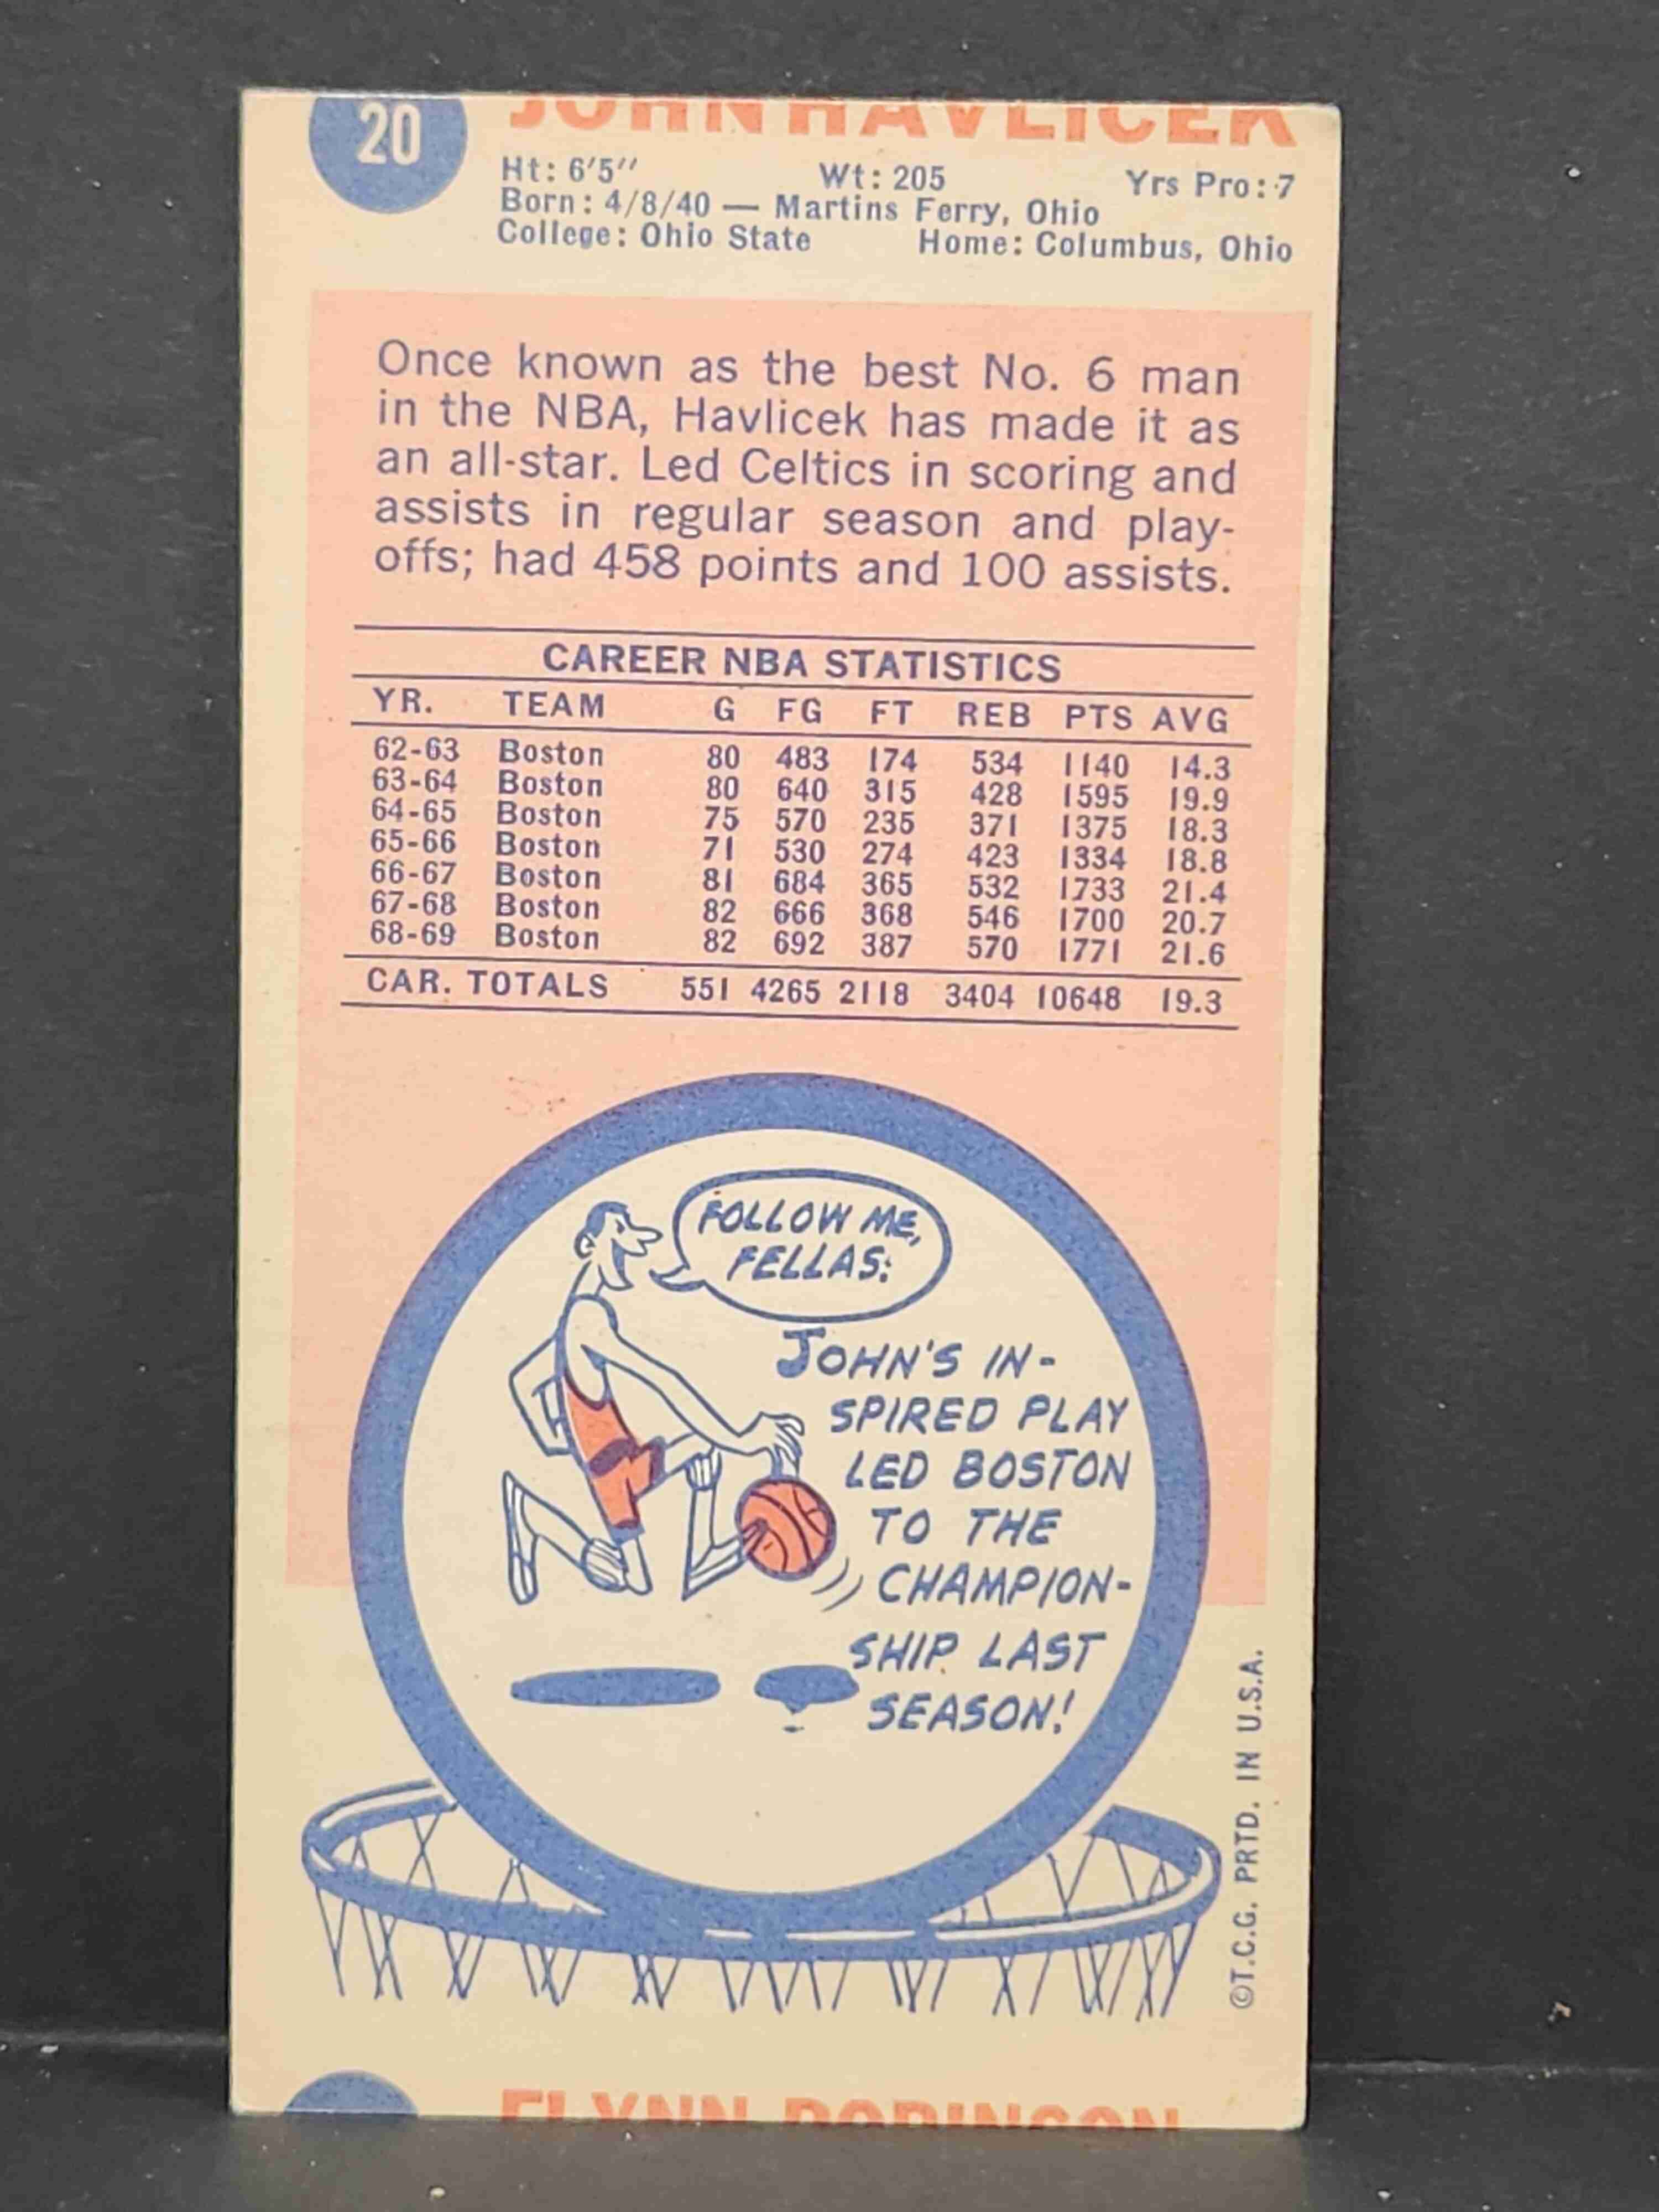 20 JOHN HAVLICEK
Ht: 6'5" Wt: 205 Yrs Pro: 7
Born: 4/8/40 — Martins Ferry, Ohio
College: Ohio State Home: Columbus, Ohio
Once known as the best No. 6 man
in the NBA, Havlicek has made it as
an all-star. Led Celtics in scoring and
assists in regular season and play-
offs; had 458 points and 100 assists.
CAREER NBA STATISTICS
YR. TEAM G FG FT REB PTS AVG
62-63 Boston 80 483 174 534 1140 14.3
63-64 Boston 80 640 315 428 1595 19.9
64-65 Boston 75 570 235 371 1375 18.3
65-66 Boston 71 530 274 423 1334 18.8
66-67 Boston 81 684 365 532 1733 21.4
67-68 Boston 82 666 368 546 1700 20.7
68-69 Boston 82 692 387 570 1771 21.6
CAR. TOTALS 551 4265 2118 3404 10648 19.3
FOLLOW ME,
FELLAS!
JOHN'S IN-
SPIRED PLAY
LED BOSTON
TO THE
CHAMPION-
SHIP LAST
SEASON!
©T.C.G. PRTD. IN U.S.A.
FLYNN ROBINSON